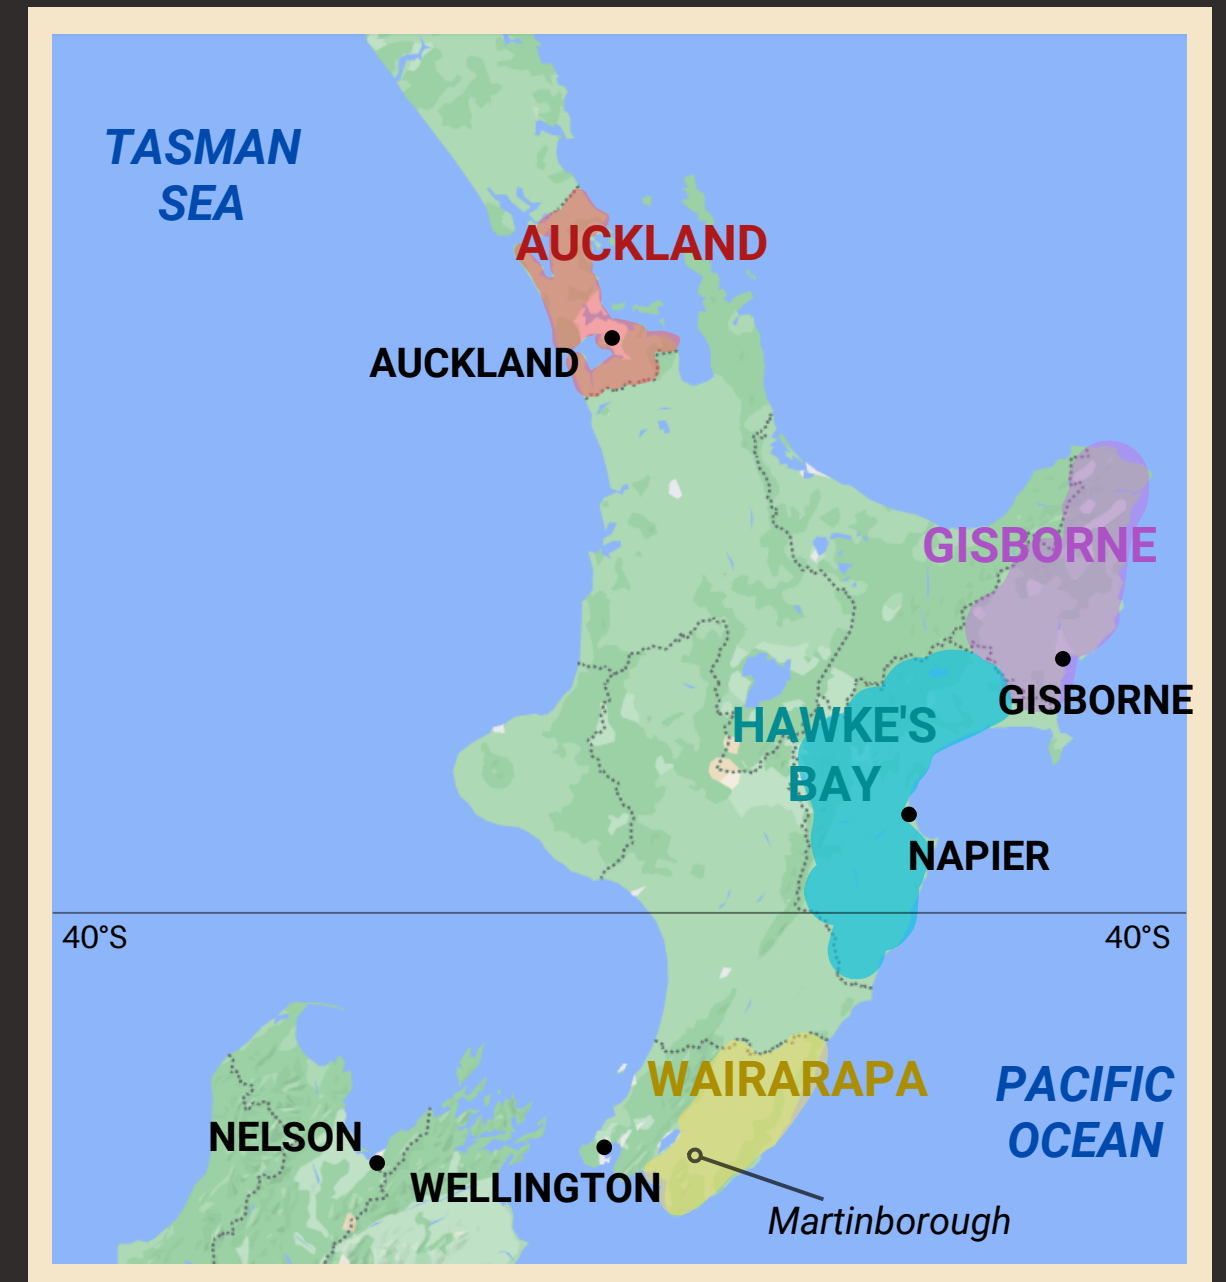 TASMAN
SEA
AUCKLAND
AUCKLAND
GISBORNE
GISBORNE
HAWKE'S
BAY
NAPIER
40°S
40°S
WAIRARAPA
PACIFIC
OCEAN
NELSON
WELLINGTON
Martinborough